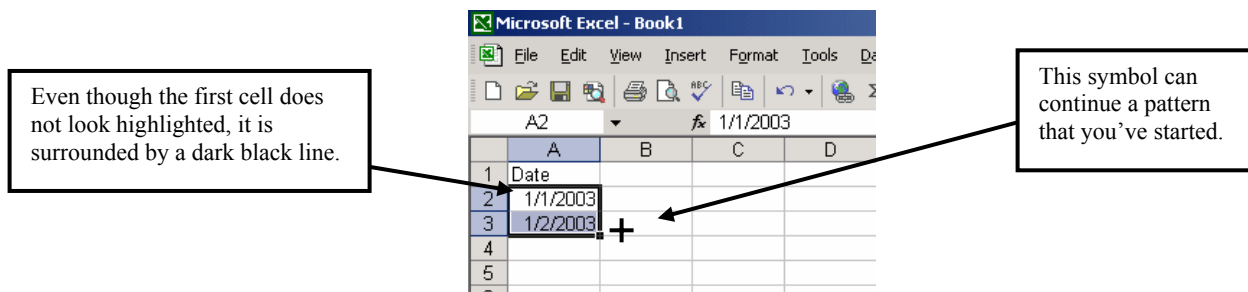 Microsoft Excel - Book1
File Edit View Insert Format Tools
ABC
A2 fx 1/1/2003
A B C D
1 Date
2 1/1/2003
3 1/2/2003
4
5
Even though the first cell does
not look highlighted, it is
surrounded by a dark black line.
This symbol can
continue a pattern
that you've started.